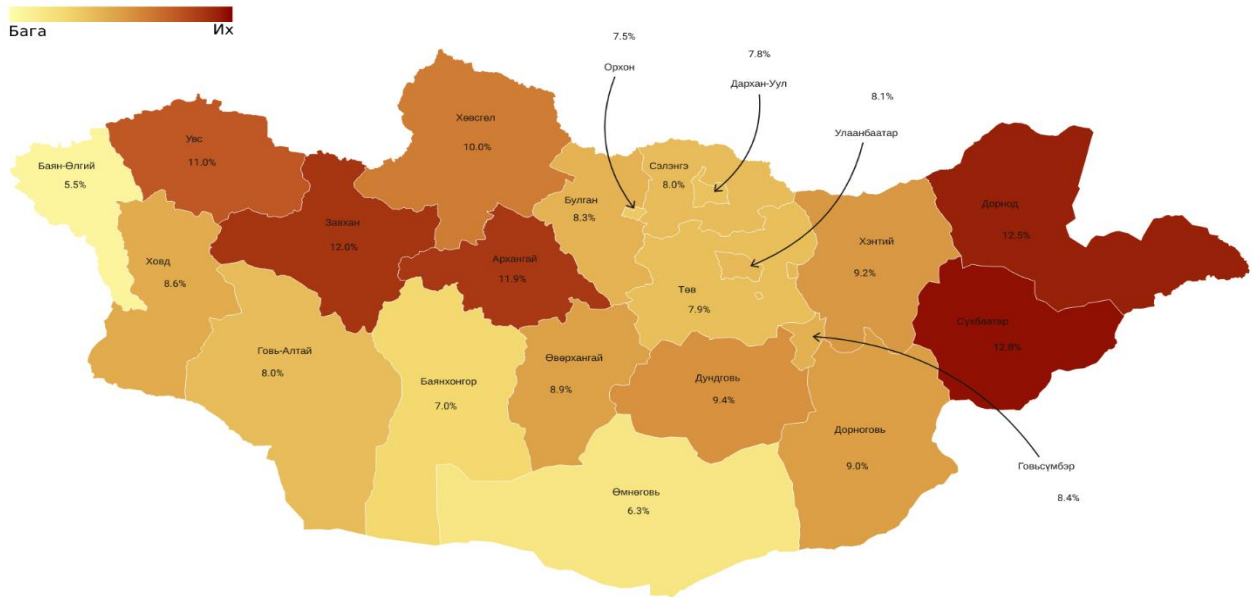 Бага
Их
7.5%
Орхон
7.8%
Дархан-Уул
8.1%
Улаанбаатар
Хөвсгөл
10.0%
Увс
11.0%
Баян-Өлгий
5.5%
Завхан
12.0%
Ховд
8.6%
Архангай
11.9%
Булган
8.3%
Сэлэнгэ
8.0%
Төв
7.9%
Хэнтий
9.2%
Дорнод
12.5%
Сүхбаатар
12.8%
Говь-Алтай
8.0%
Баянхонгор
7.0%
Өвөрхангай
8.9%
Дундговь
9.4%
Дорноговь
9.0%
Говьсүмбэр
8.4%
Өмнөговь
6.3%